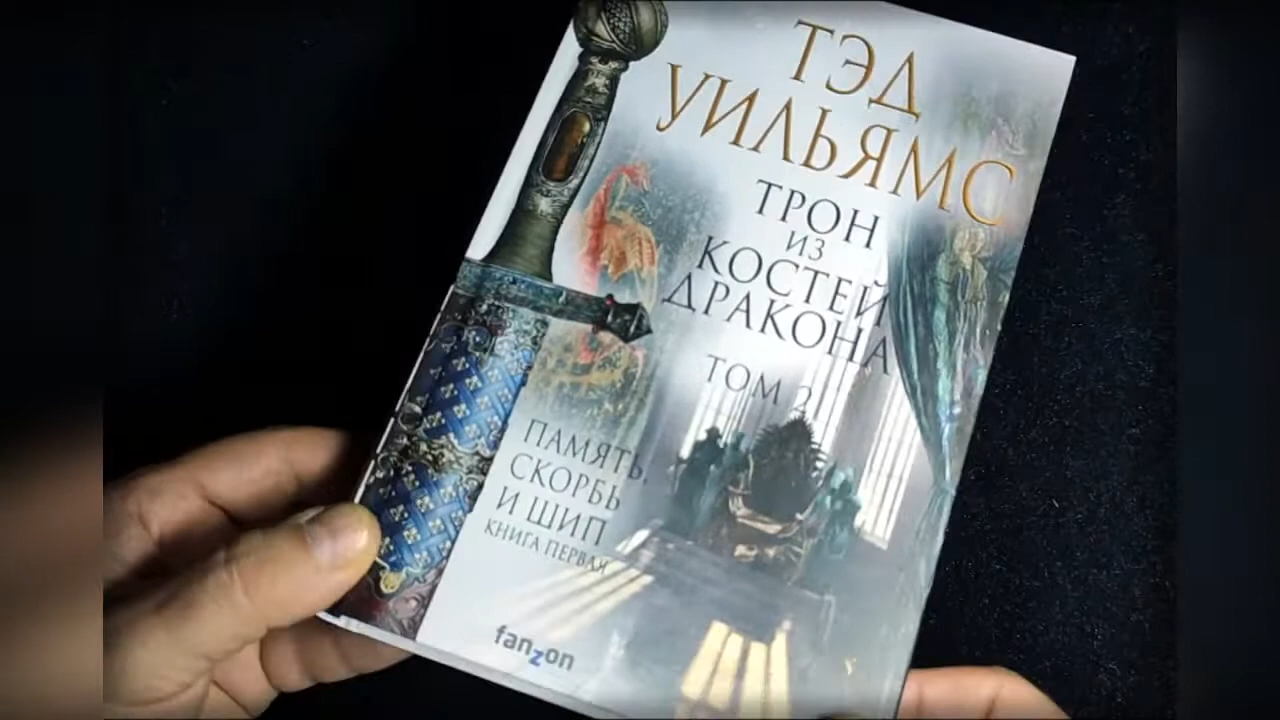 ТЭД
УИЛЬЯМС
ТРОН
ИЗ
КОСТЕЙ
ДРАКОНА
ТОМ 2
ПАМЯТЬ,
СКОРБЬ
И ШИП
КНИГА ПЕРВАЯ
fanzon